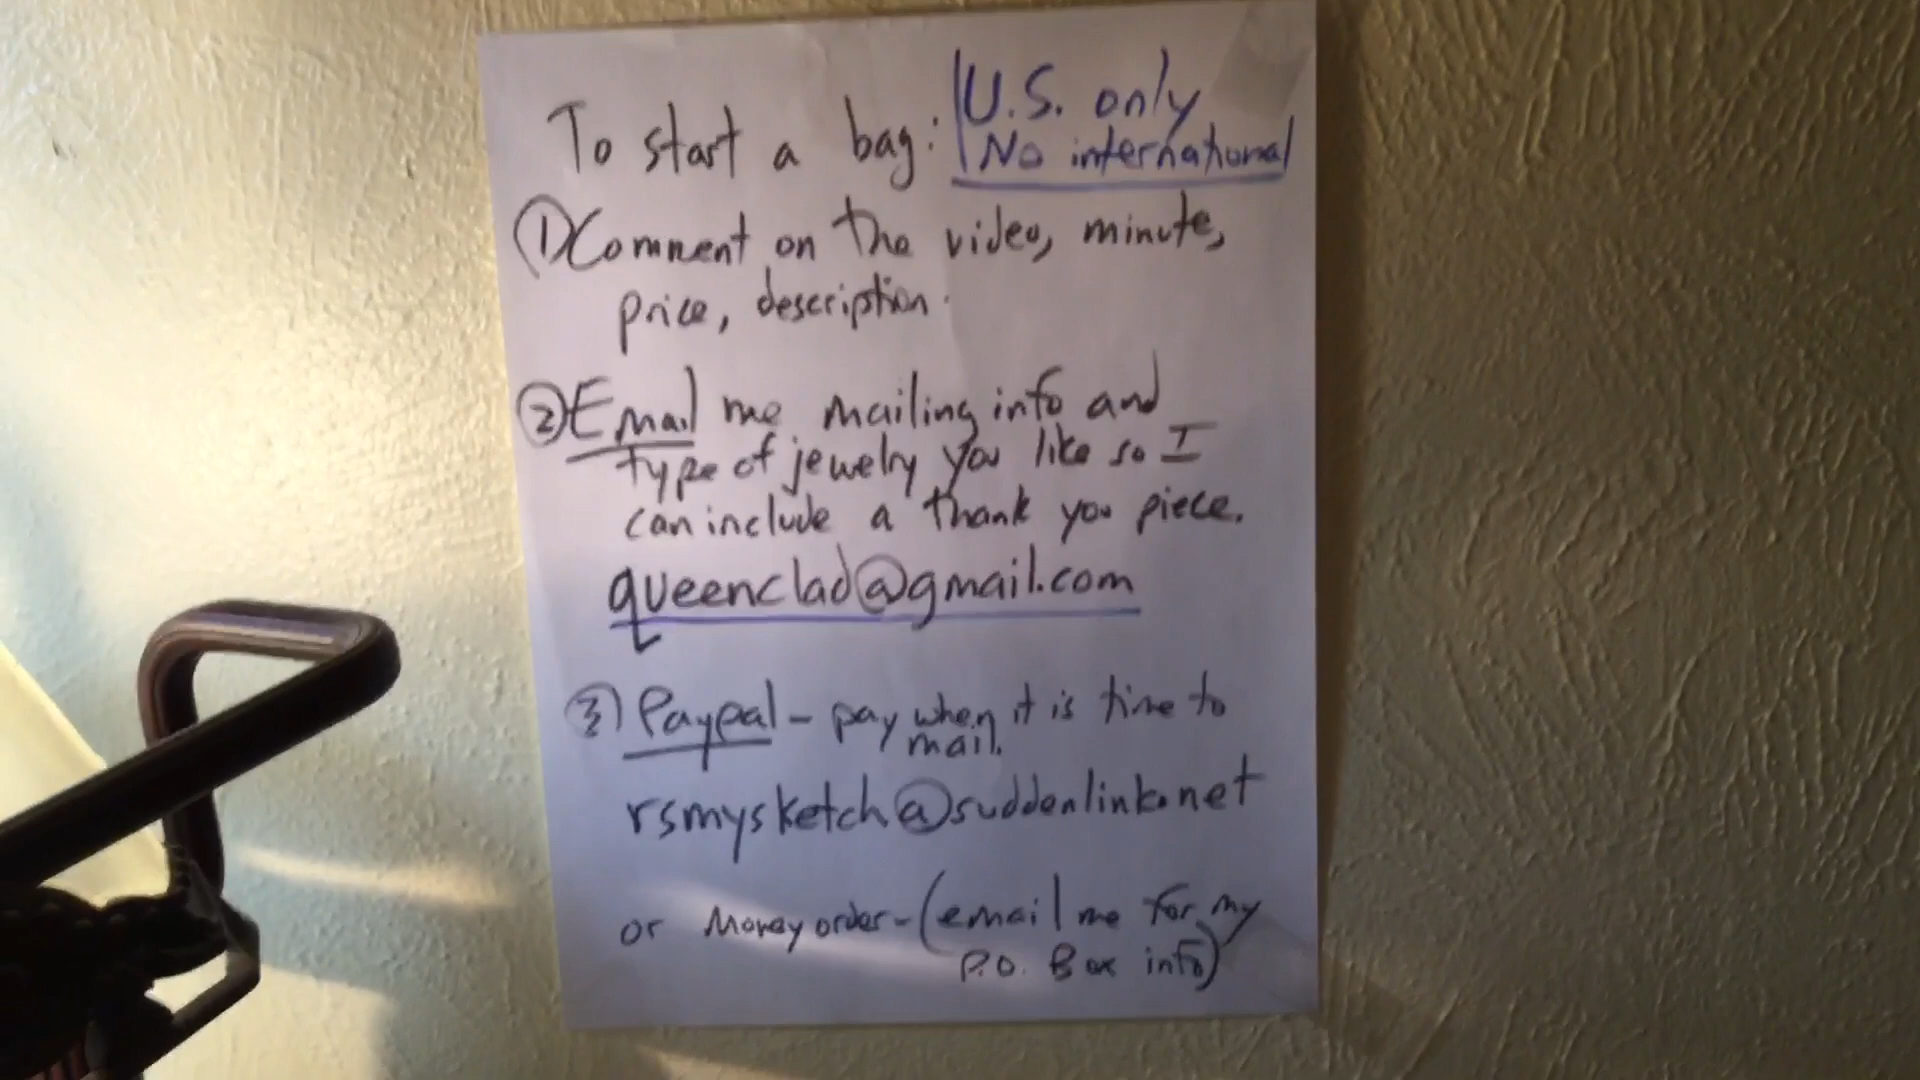 To start a bag: U.S. only
No international
① Comment on the video, minute,
price, description.
② Email me mailing info and
type of jewelry you like so I
can include a thank you piece.
queenclad@gmail.com
③ Paypal - pay when it is time to
mail.
rsmysketch@suddenlink.net
or Money order - (email me for my
P.O. Box info)